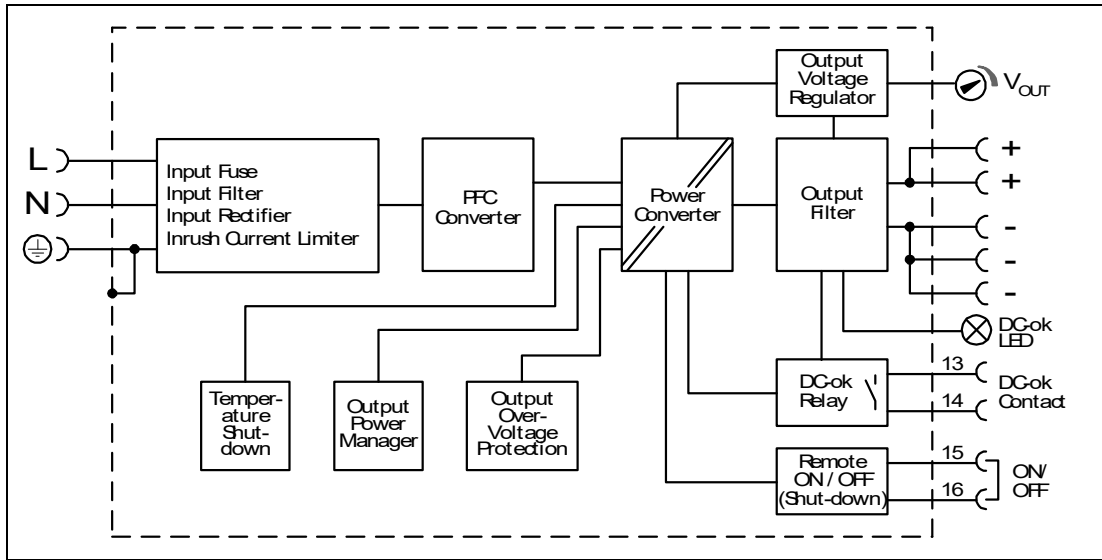 Output
Voltage
Regulator
VOUT
L
N
Input Fuse
Input Filter
Input Rectifier
Inrush Current Limiter
PFC
Converter
Power
Converter
Output
Filter
+
+
-
-
-
DC-ok
LED
Temper-
ature
Shut-
down
Output
Power
Manager
Output
Over-
Voltage
Protection
DC-ok
Relay
13
14
DC-ok
Contact
Remote
ON / OFF
(Shut-down)
15
16
ON/
OFF